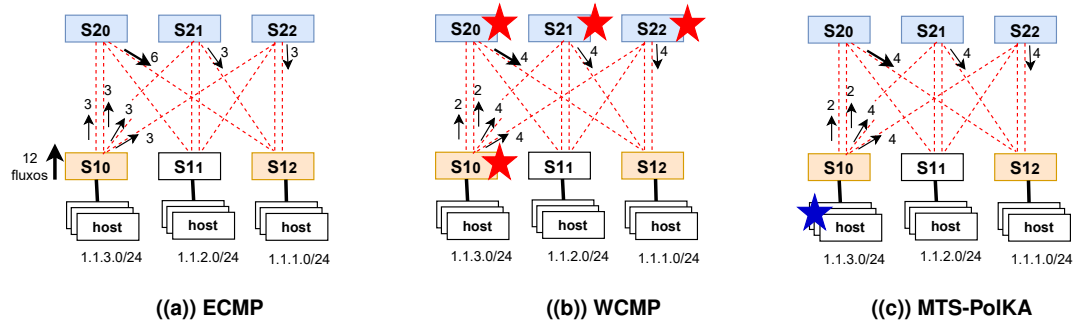 S20
S21
S22
6
3
3
3
3
3
3
12
fluxos
S10
S11
S12
host
host
host
1.1.3.0/24
1.1.2.0/24
1.1.1.0/24
((a)) ECMP
S20
S21
S22
4
4
4
2
2
4
4
S10
S11
S12
host
host
host
1.1.3.0/24
1.1.2.0/24
1.1.1.0/24
((b)) WCMP
S20
S21
S22
4
4
4
2
2
4
4
S10
S11
S12
host
host
host
1.1.3.0/24
1.1.2.0/24
1.1.1.0/24
((c)) MTS-PolKA